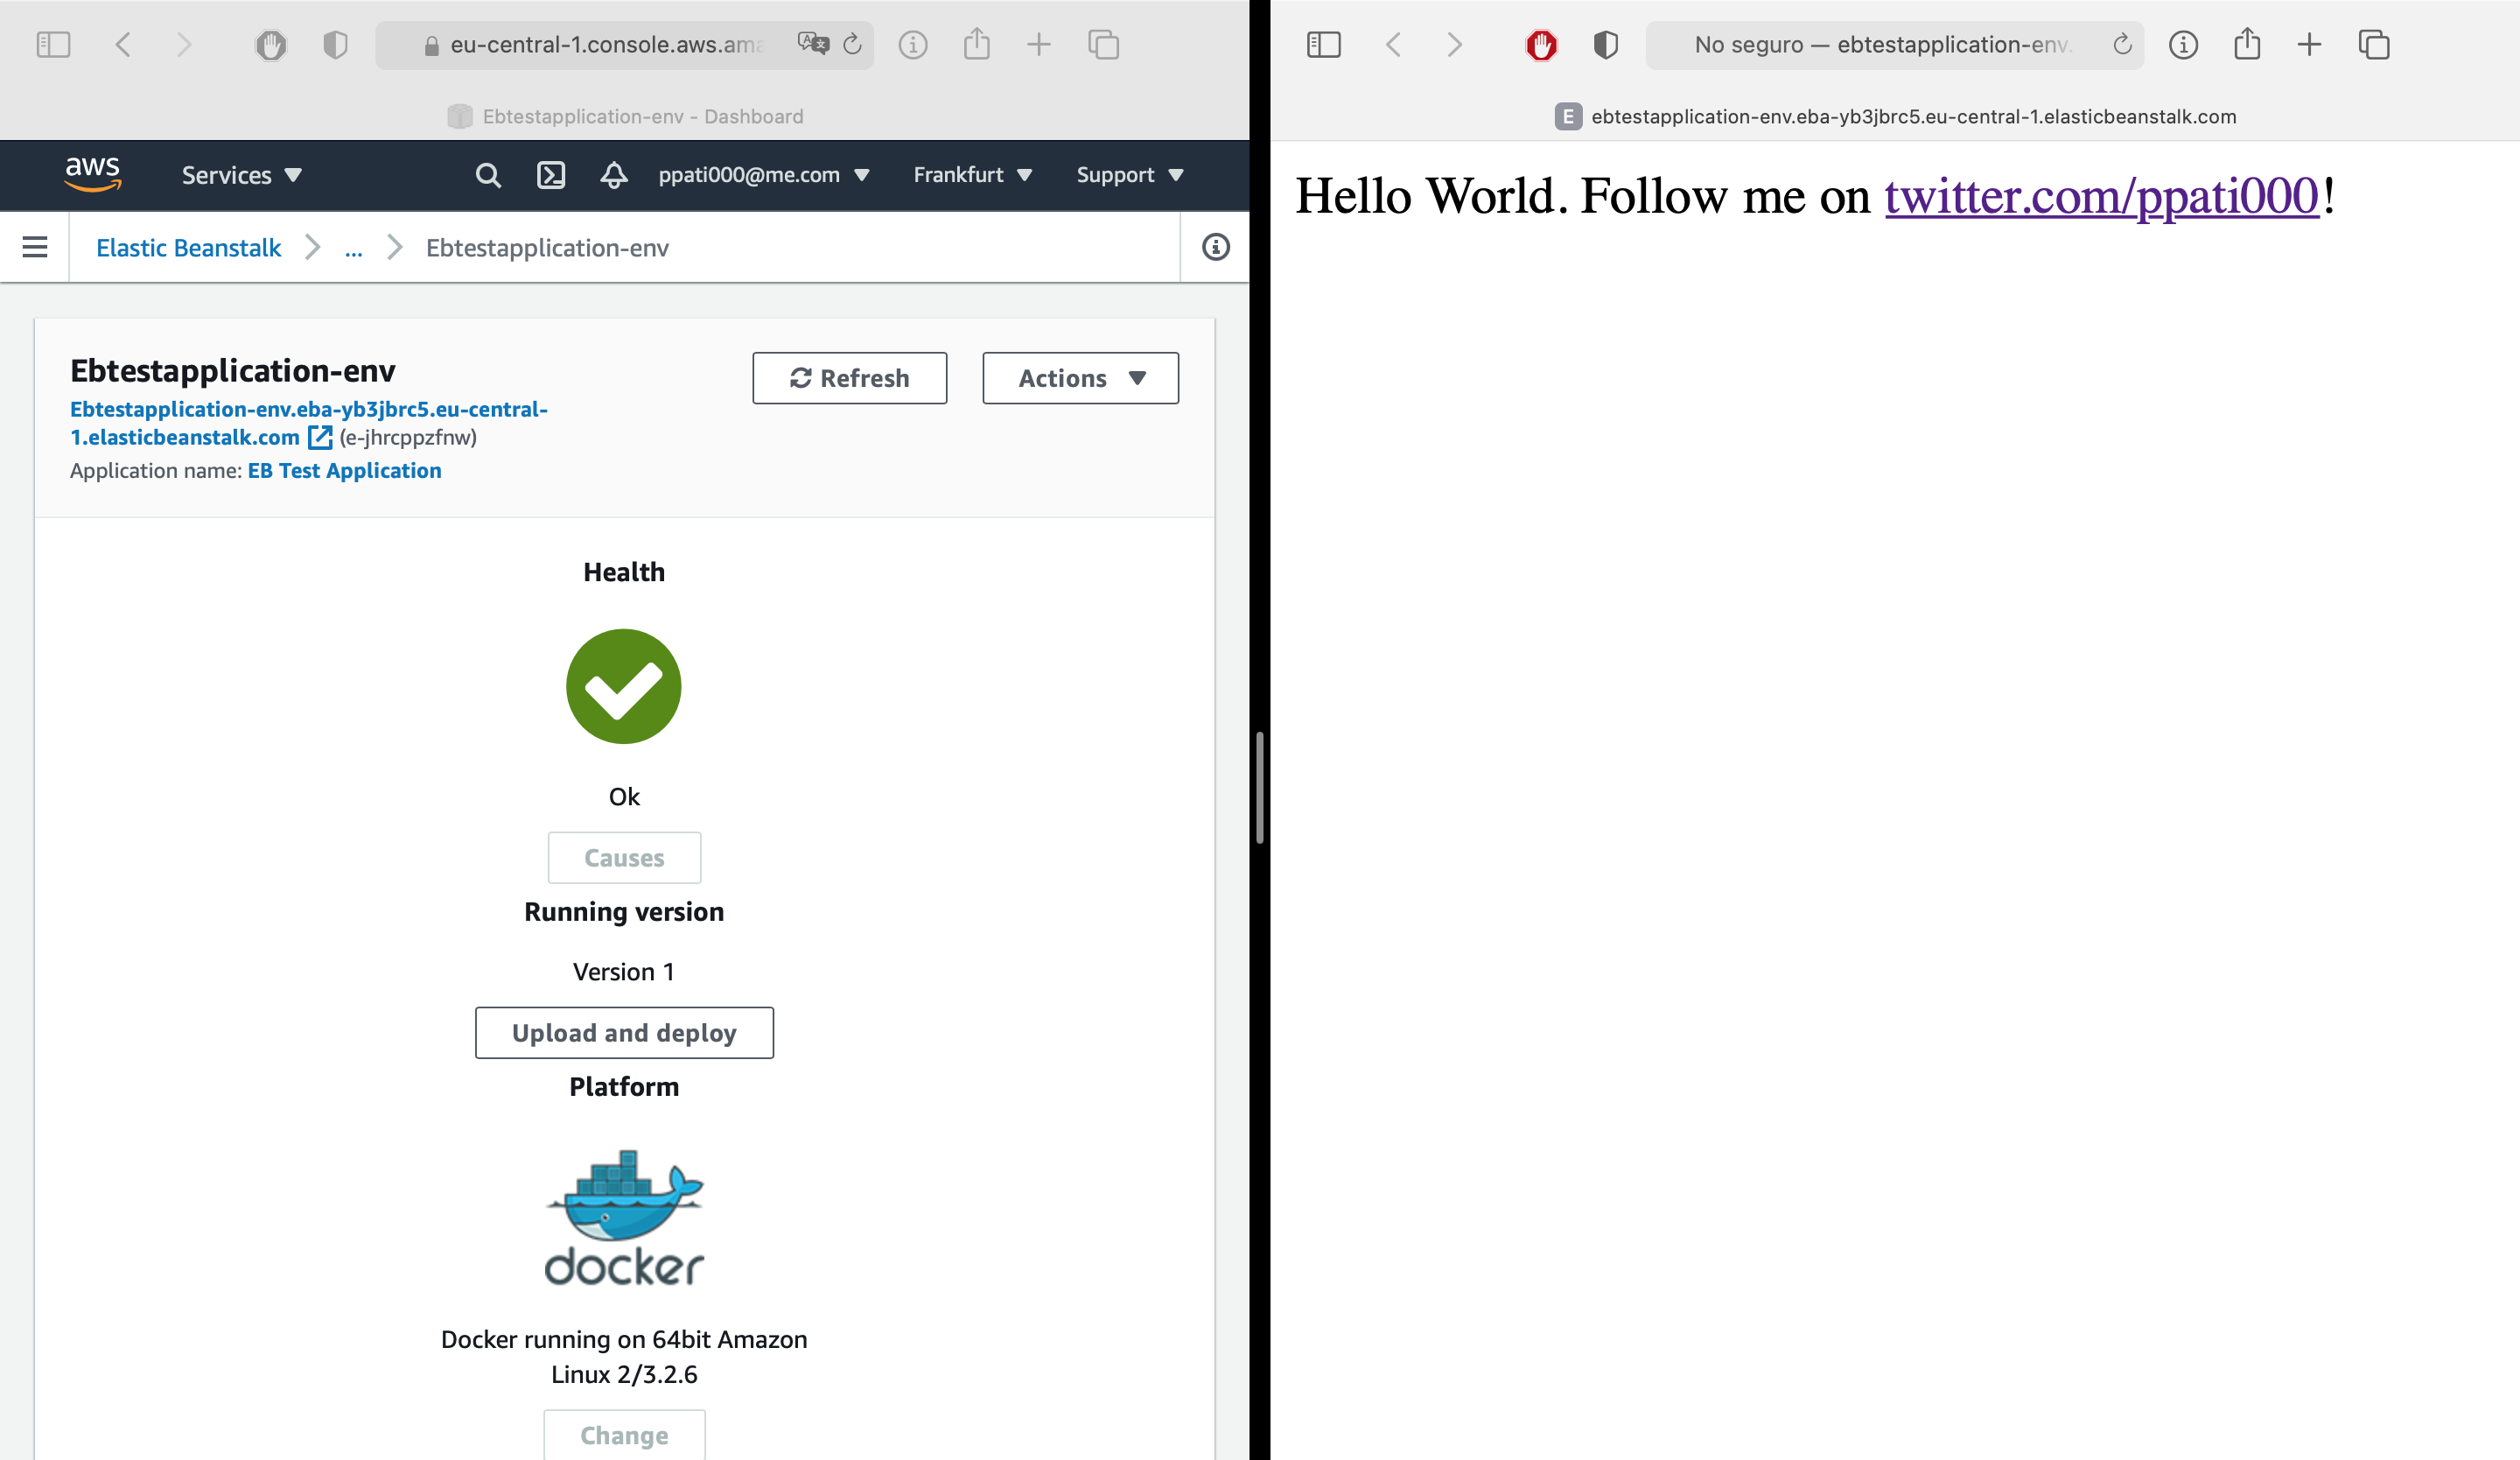 eu-central-1.console.aws.ama
Ebtestapplication-env – Dashboard
aws
Services
ppati000@me.com
Frankfurt
Support
Elastic Beanstalk
...
Ebtestapplication-env
Ebtestapplication-env
Refresh
Actions
Ebtestapplication-env.eba-yb3jbrc5.eu-central-
1.elasticbeanstalk.com (e-jhrcppzfnw)
Application name: EB Test Application
Health
Ok
Causes
Running version
Version 1
Upload and deploy
Platform
docker
Docker running on 64bit Amazon
Linux 2/3.2.6
Change
No seguro — ebtestapplication-env.
E ebtestapplication-env.eba-yb3jbrc5.eu-central-1.elasticbeanstalk.com
Hello World. Follow me on twitter.com/ppati000!